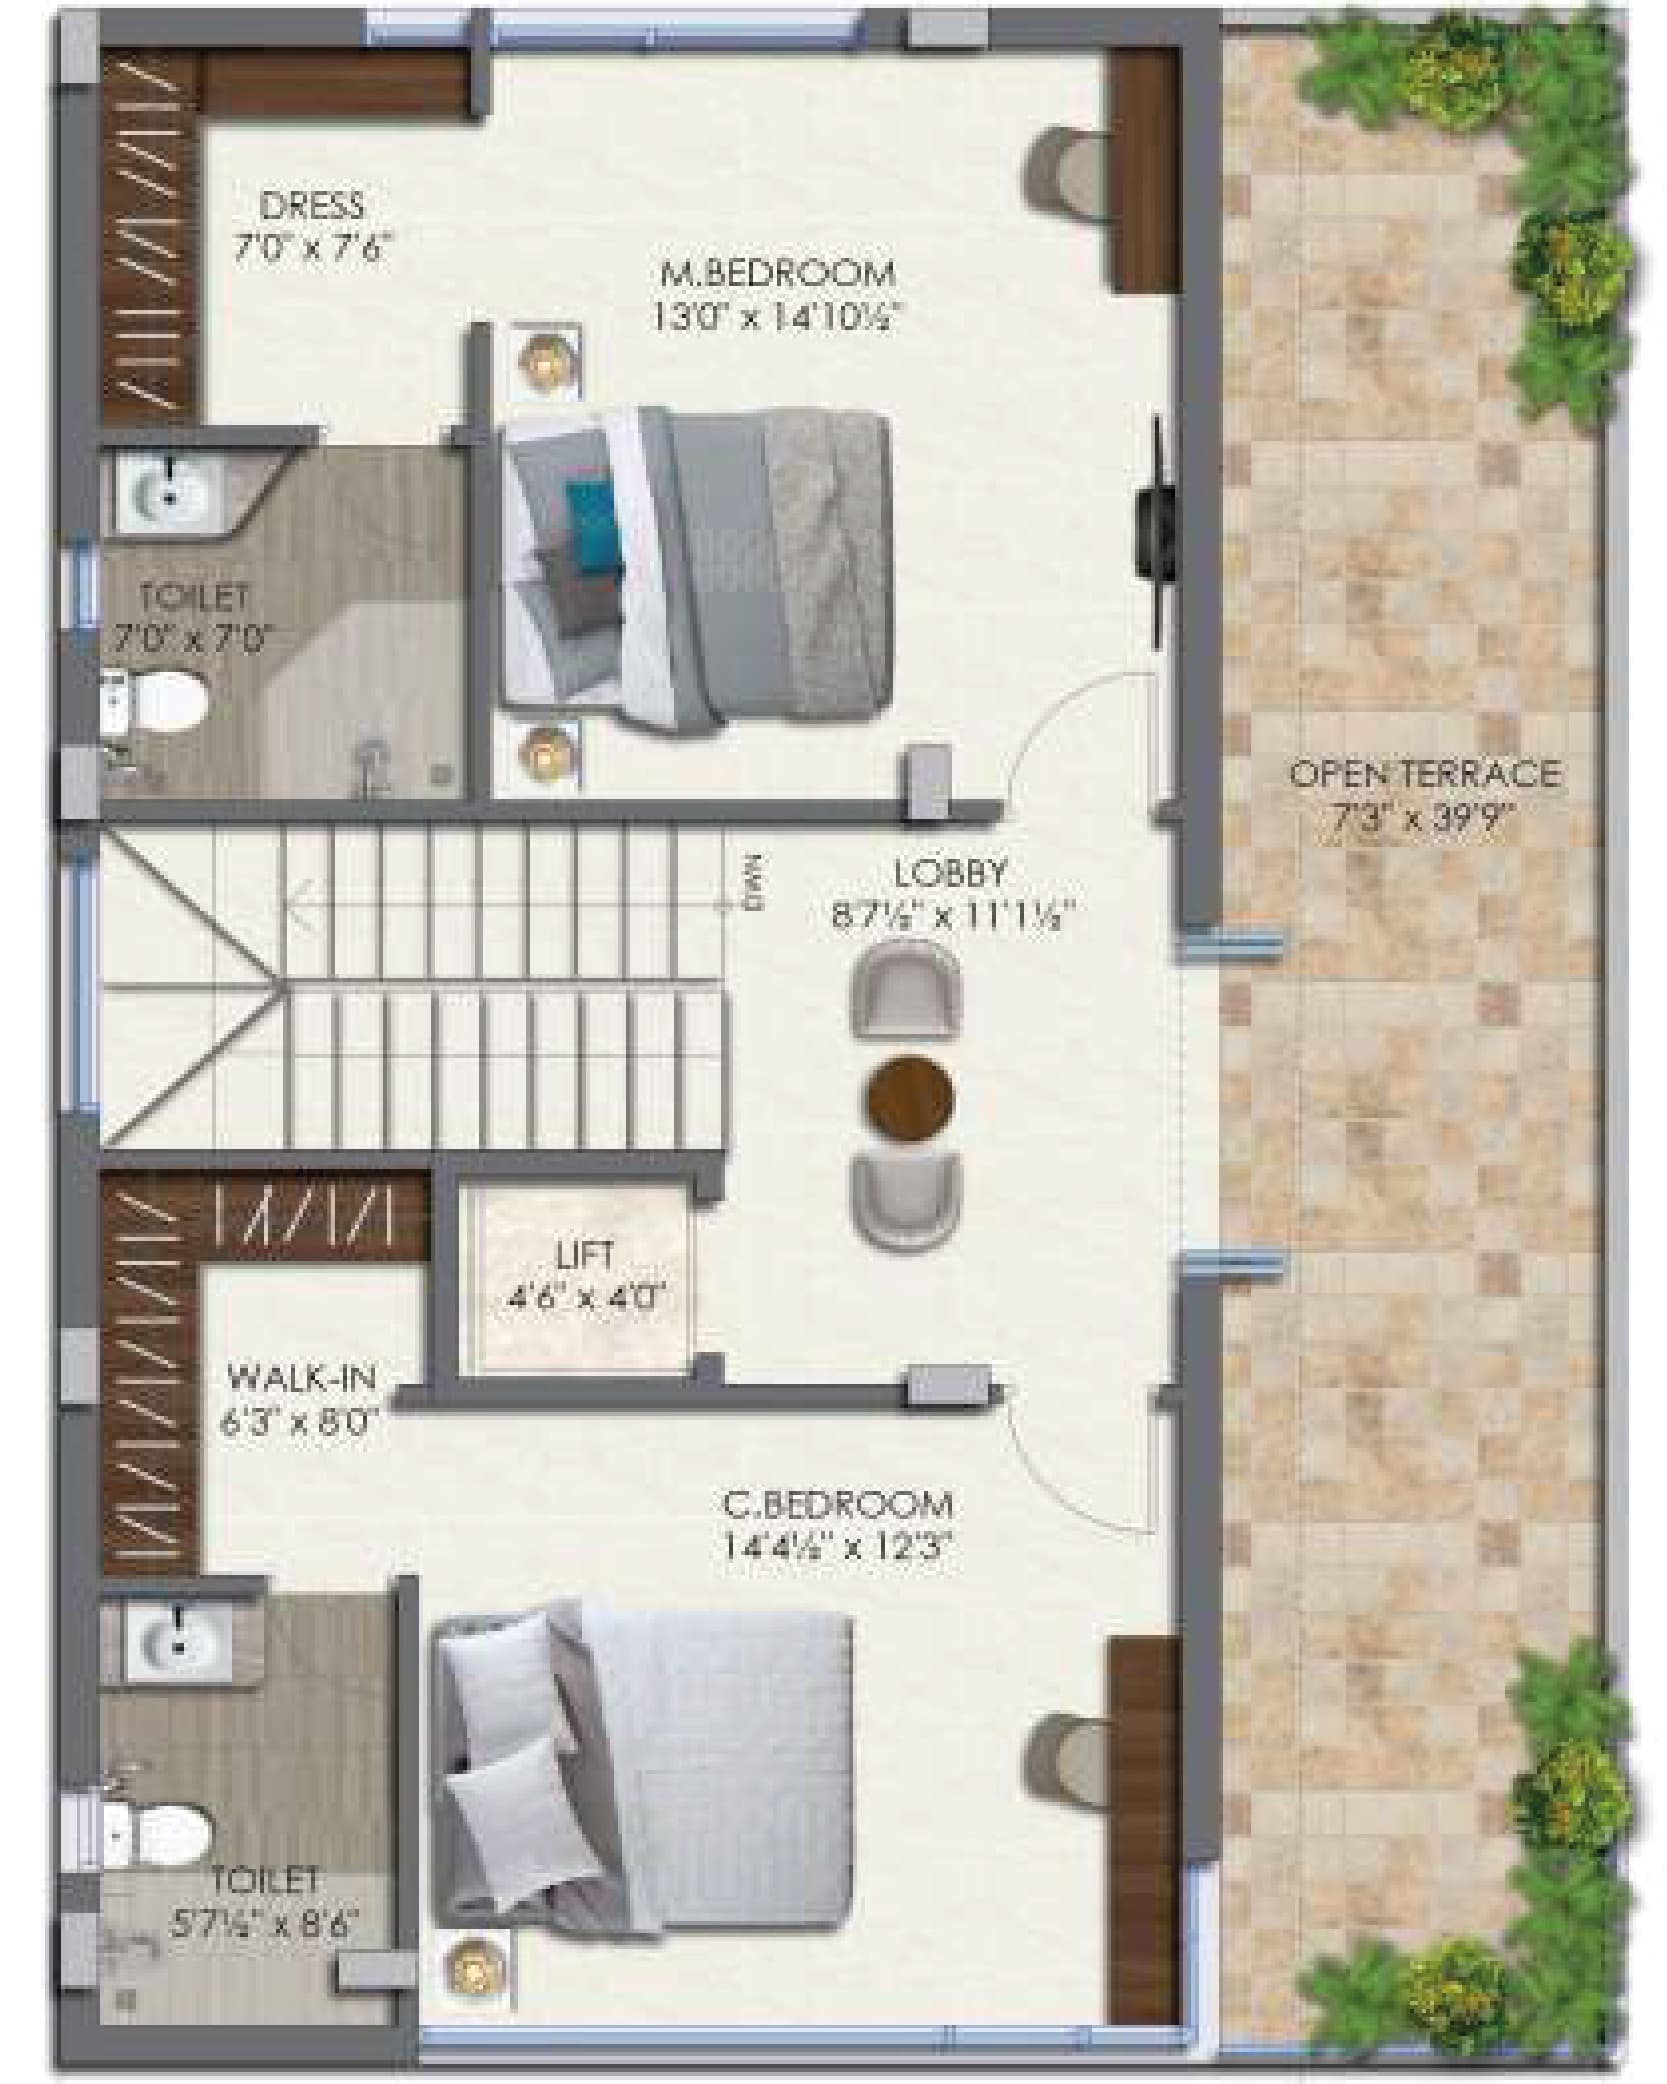 DRESS
7'0" x 7'6"
M.BEDROOM
13'0" x 14'10½"
TOILET
7'0" x 7'0"
OPEN TERRACE
7'3" x 39'9"
DWN
LOBBY
8'7½" x 11'1½"
LIFT
4'6" x 4'0"
WALK-IN
6'3" x 8'0"
C.BEDROOM
14'4½" x 12'3"
TOILET
5'7½" x 8'6"